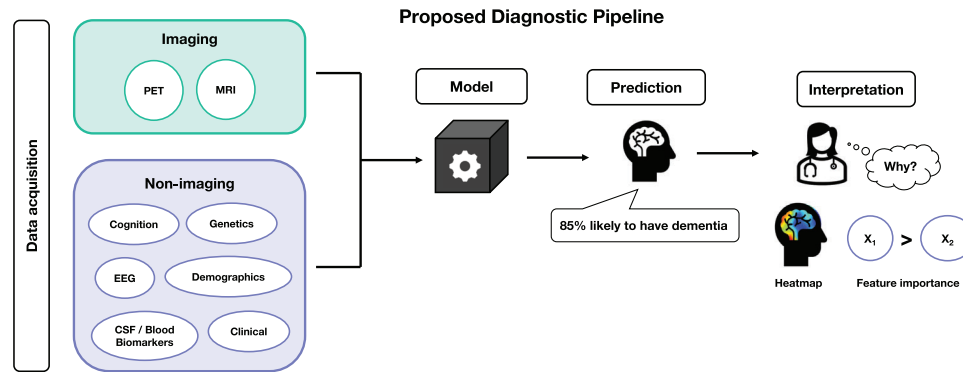 Proposed Diagnostic Pipeline
Data acquisition
Imaging
PET
MRI
Non-imaging
Cognition
Genetics
EEG
Demographics
CSF / Blood
Biomarkers
Clinical
Model
Prediction
85% likely to have dementia
Interpretation
Why?
Heatmap
X₁ > X₂
Feature importance